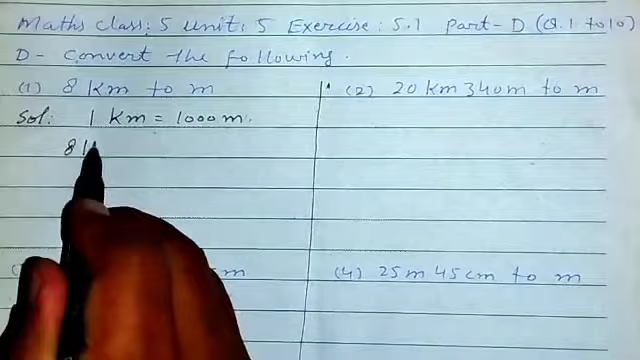 Maths class: 5 unit: 5 Exercise: 5.1 part-D (Q.1 to 10)
D- Convert the following.
(1) 8 Km to m
(2) 20 km 340m to m
Sol: 1 Km = 1000 m.
8
m
(4) 25m 45cm to m